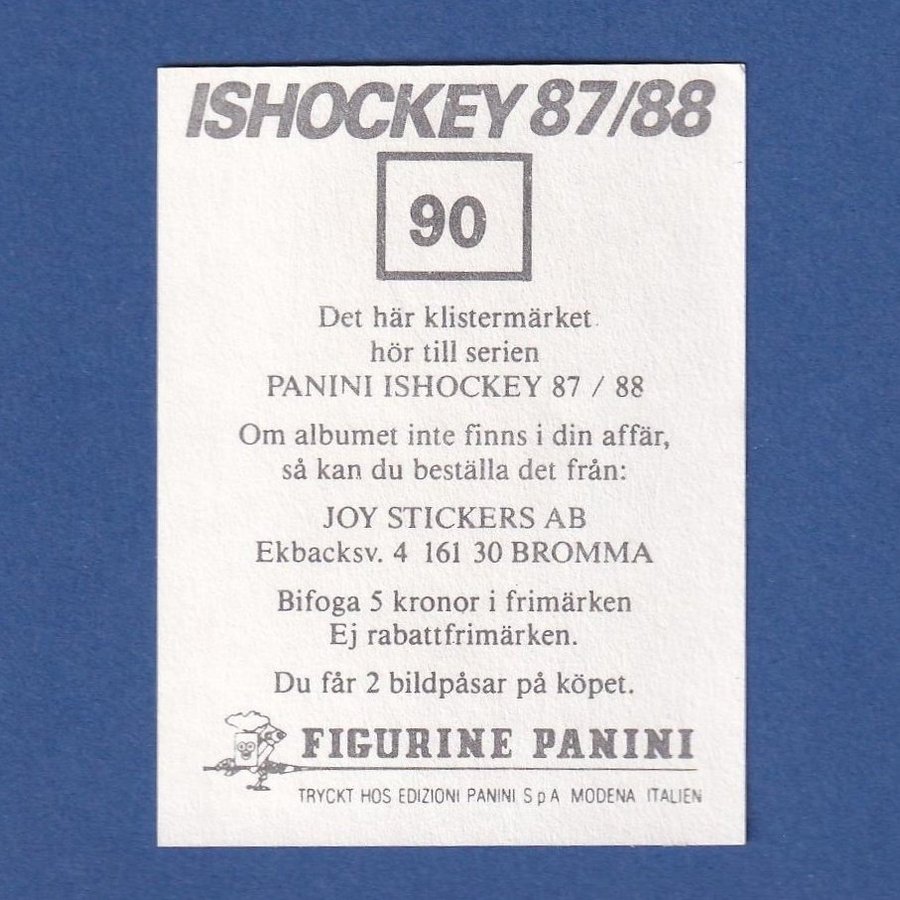 ISHOCKEY 87/88
90
Det här klistermärket
hör till serien
PANINI ISHOCKEY 87 / 88
Om albumet inte finns i din affär,
så kan du beställa det från:
JOY STICKERS AB
Ekbacksv. 4 161 30 BROMMA
Bifoga 5 kronor i frimärken
Ej rabattfrimärken.
Du får 2 bildpåsar på köpet.
FIGURINE PANINI
TRYCKT HOS EDIZIONI PANINI S p A MODENA ITALIEN